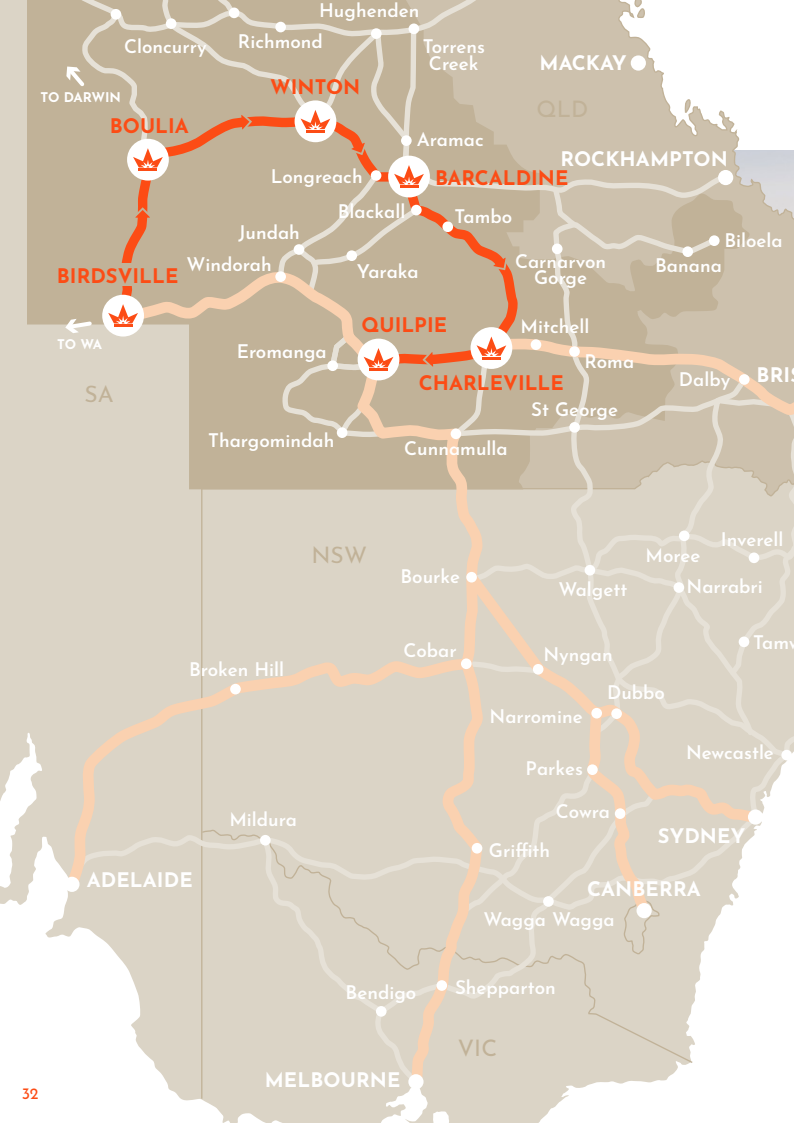 Hughenden
Cloncurry
Richmond
Torrens
Creek
MACKAY
TO DARWIN
WINTON
QLD
BOULIA
Aramac
ROCKHAMPTON
Longreach
BARCALDINE
Blackall
Tambo
Jundah
Biloela
Windorah
Yaraka
Carnarvon
Gorge
Banana
BIRDSVILLE
QUILPIE
Mitchell
TO WA
Eromanga
Roma
CHARLEVILLE
Dalby
BRIS
SA
St George
Thargomindah
Cunnamulla
NSW
Inverell
Moree
Bourke
Walgett
Narrabri
Cobar
Nyngan
Tamw
Broken Hill
Dubbo
Narromine
Newcastle
Parkes
Cowra
Mildura
SYDNEY
Griffith
ADELAIDE
CANBERRA
Wagga Wagga
Bendigo
Shepparton
VIC
MELBOURNE
32